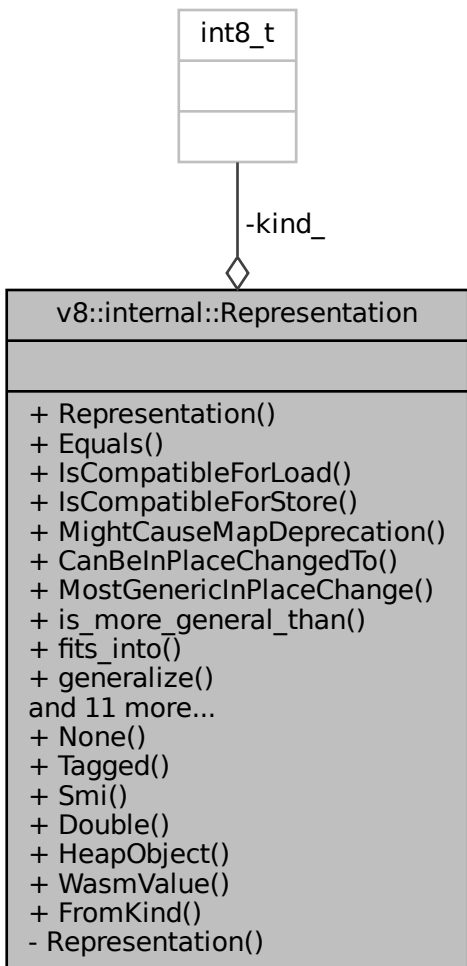 int8_t
-kind_
v8::internal::Representation
+ Representation()
+ Equals()
+ IsCompatibleForLoad()
+ IsCompatibleForStore()
+ MightCauseMapDeprecation()
+ CanBeInPlaceChangedTo()
+ MostGenericInPlaceChange()
+ is_more_general_than()
+ fits_into()
+ generalize()
and 11 more...
+ None()
+ Tagged()
+ Smi()
+ Double()
+ HeapObject()
+ WasmValue()
+ FromKind()
- Representation()